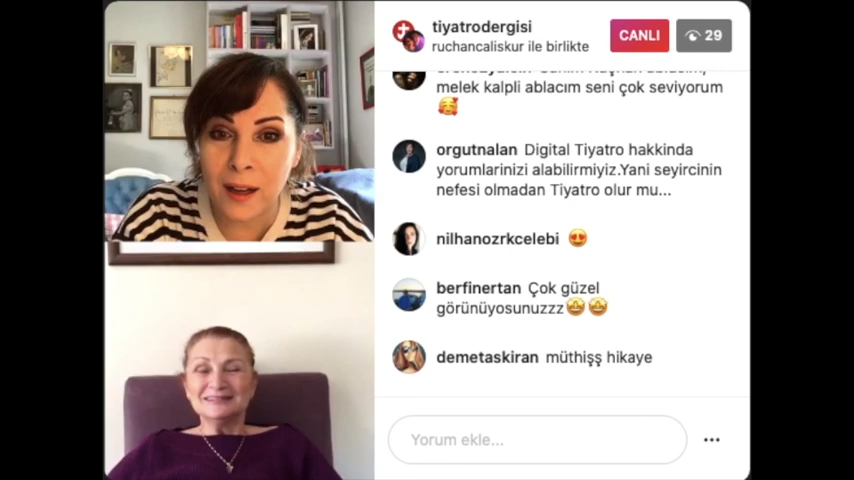 tiyatrodergisi
ruchancaliskur ile birlikte
CANLI
29
melek kalpli ablacım seni çok seviyorum
🥰
orgutnalan Digital Tiyatro hakkinda
yorumlarinizi alabilirmiyiz.Yani seyircinin
nefesi olmadan Tiyatro olur mu...
nilhanozrkcelebi 😍
berfinertan Çok güzel
görünüyosunuzzz🤩🤩
demetaskiran müthişş hikaye
Yorum ekle...